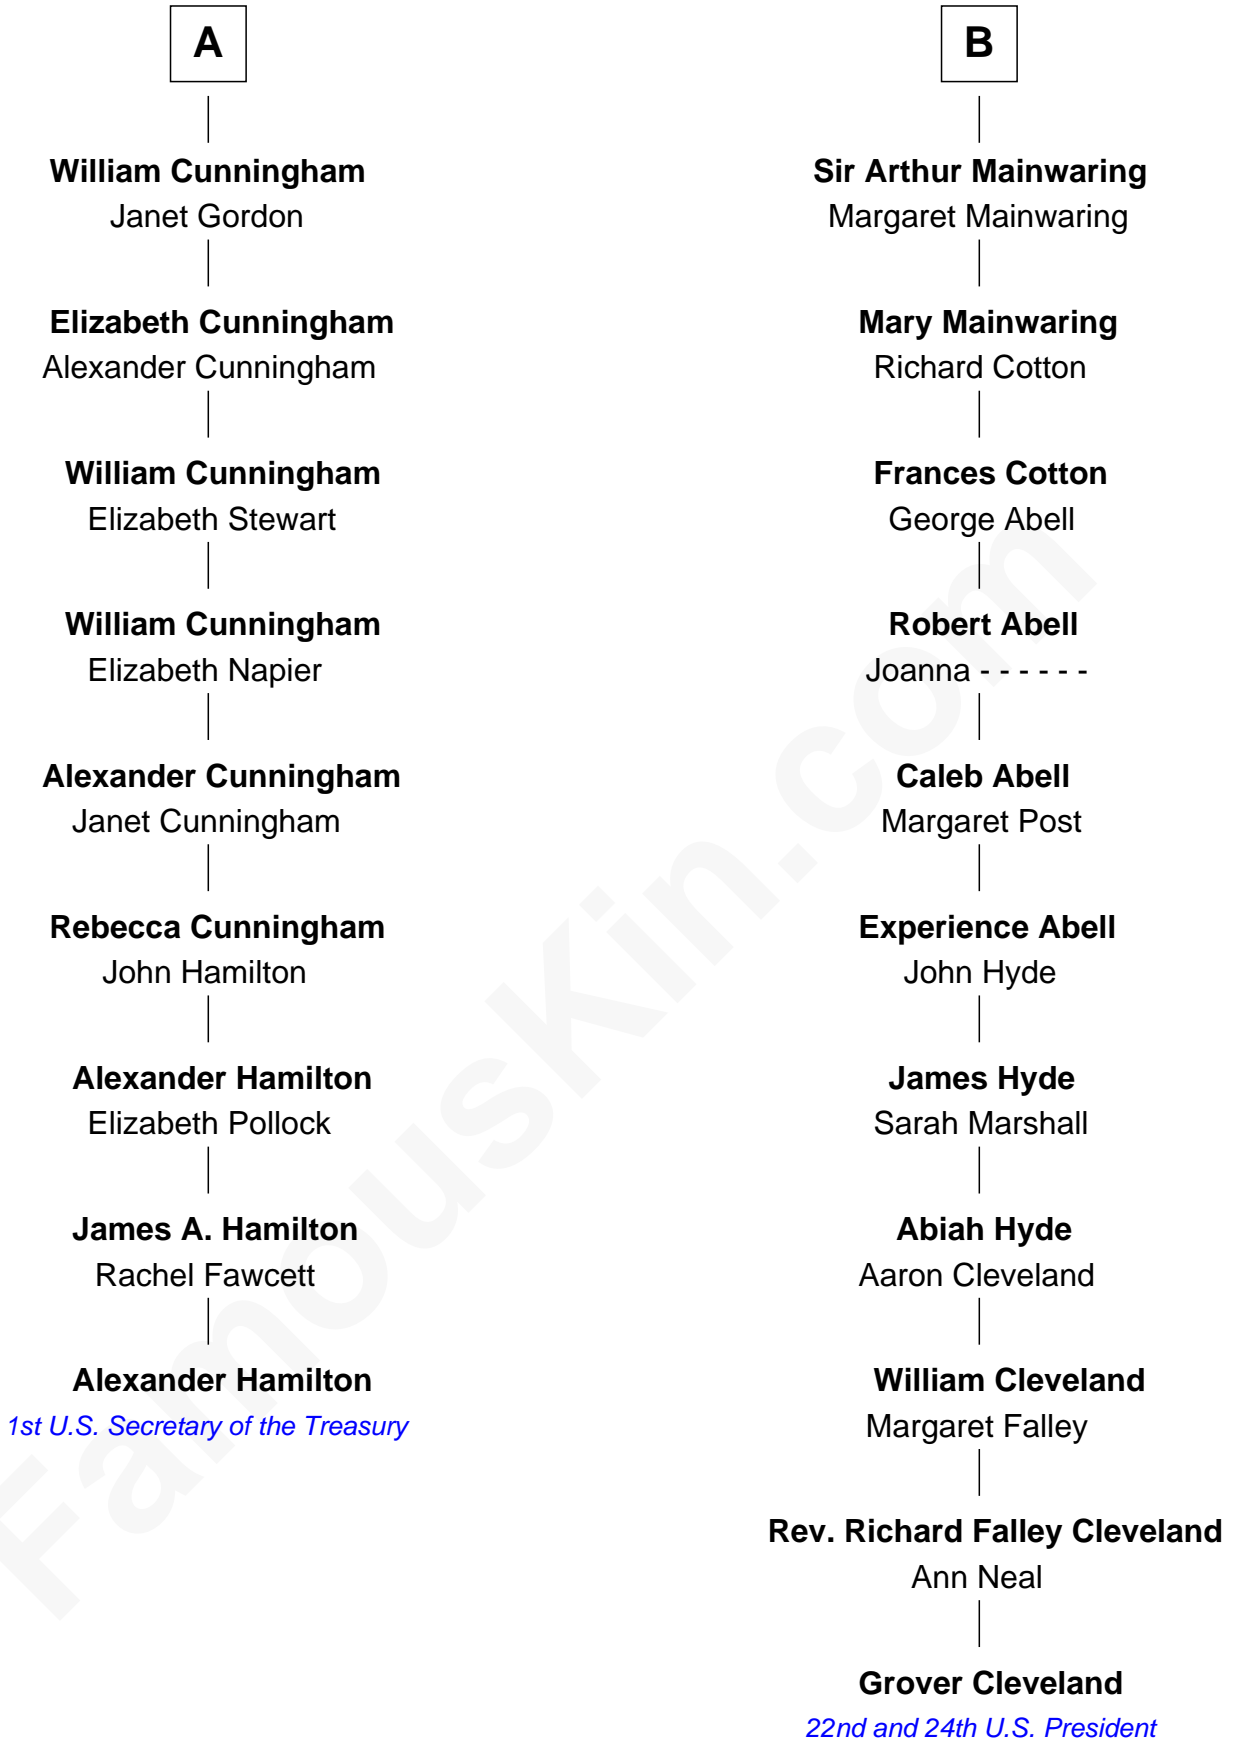 A
William Cunningham
Janet Gordon
Elizabeth Cunningham
Alexander Cunningham
William Cunningham
Elizabeth Stewart
William Cunningham
Elizabeth Napier
Alexander Cunningham
Janet Cunningham
Rebecca Cunningham
John Hamilton
Alexander Hamilton
Elizabeth Pollock
James A. Hamilton
Rachel Fawcett
Alexander Hamilton
1st U.S. Secretary of the Treasury
B
Sir Arthur Mainwaring
Margaret Mainwaring
Mary Mainwaring
Richard Cotton
Frances Cotton
George Abell
Robert Abell
Joanna - - - - - -
Caleb Abell
Margaret Post
Experience Abell
John Hyde
James Hyde
Sarah Marshall
Abiah Hyde
Aaron Cleveland
William Cleveland
Margaret Falley
Rev. Richard Falley Cleveland
Ann Neal
Grover Cleveland
22nd and 24th U.S. President
FamousKin.com